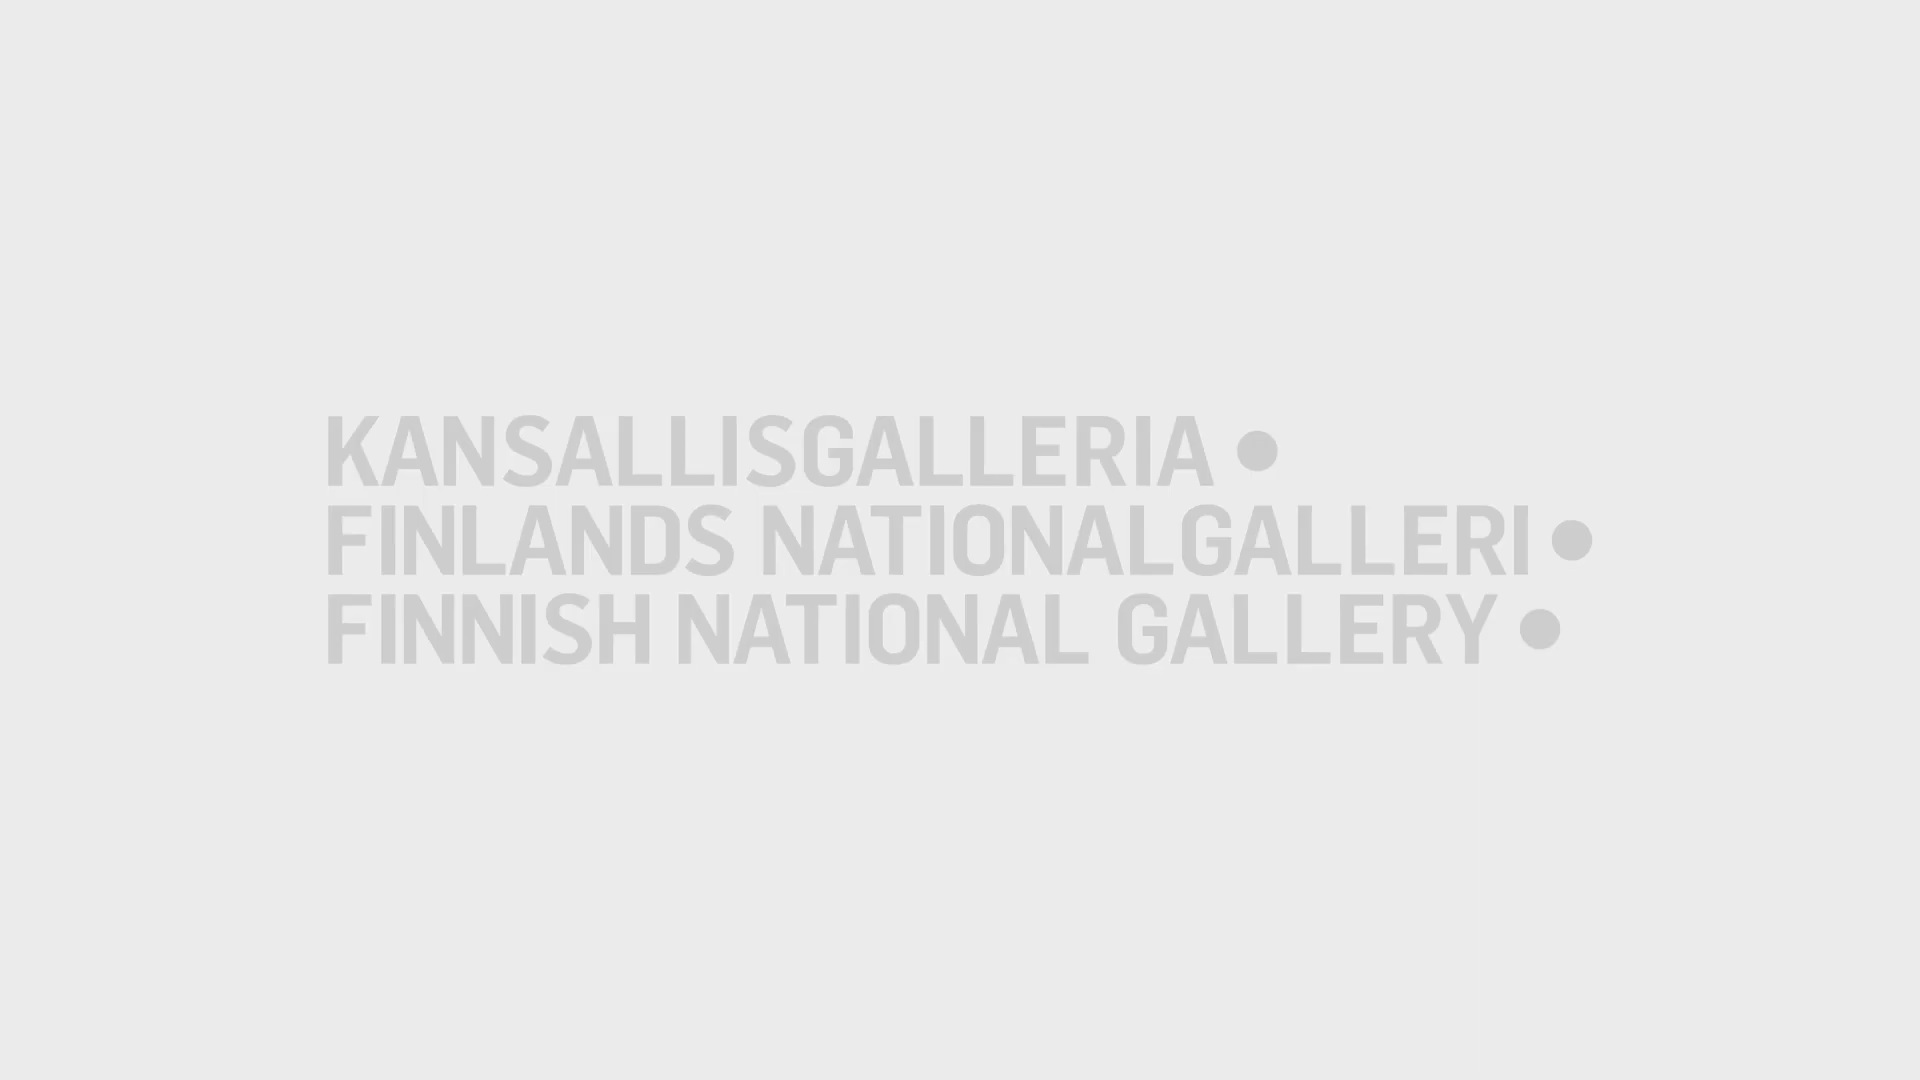 KANSALLISGALLERIA ●
FINLANDS NATIONALGALLERI ●
FINNISH NATIONAL GALLERY ●